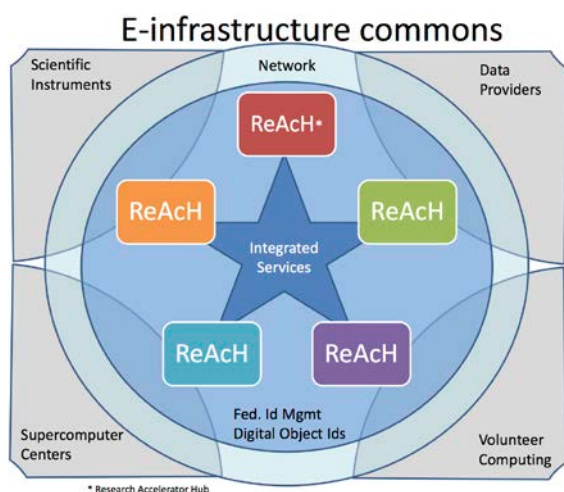 E-infrastructure commons
Scientific
Instruments
Network
Data
Providers
ReAcH*
ReAcH
ReAcH
Integrated
Services
ReAcH
ReAcH
Fed. Id Mgmt
Digital Object Ids
Supercomputer
Centers
Volunteer
Computing
* Research Accelerator Hub